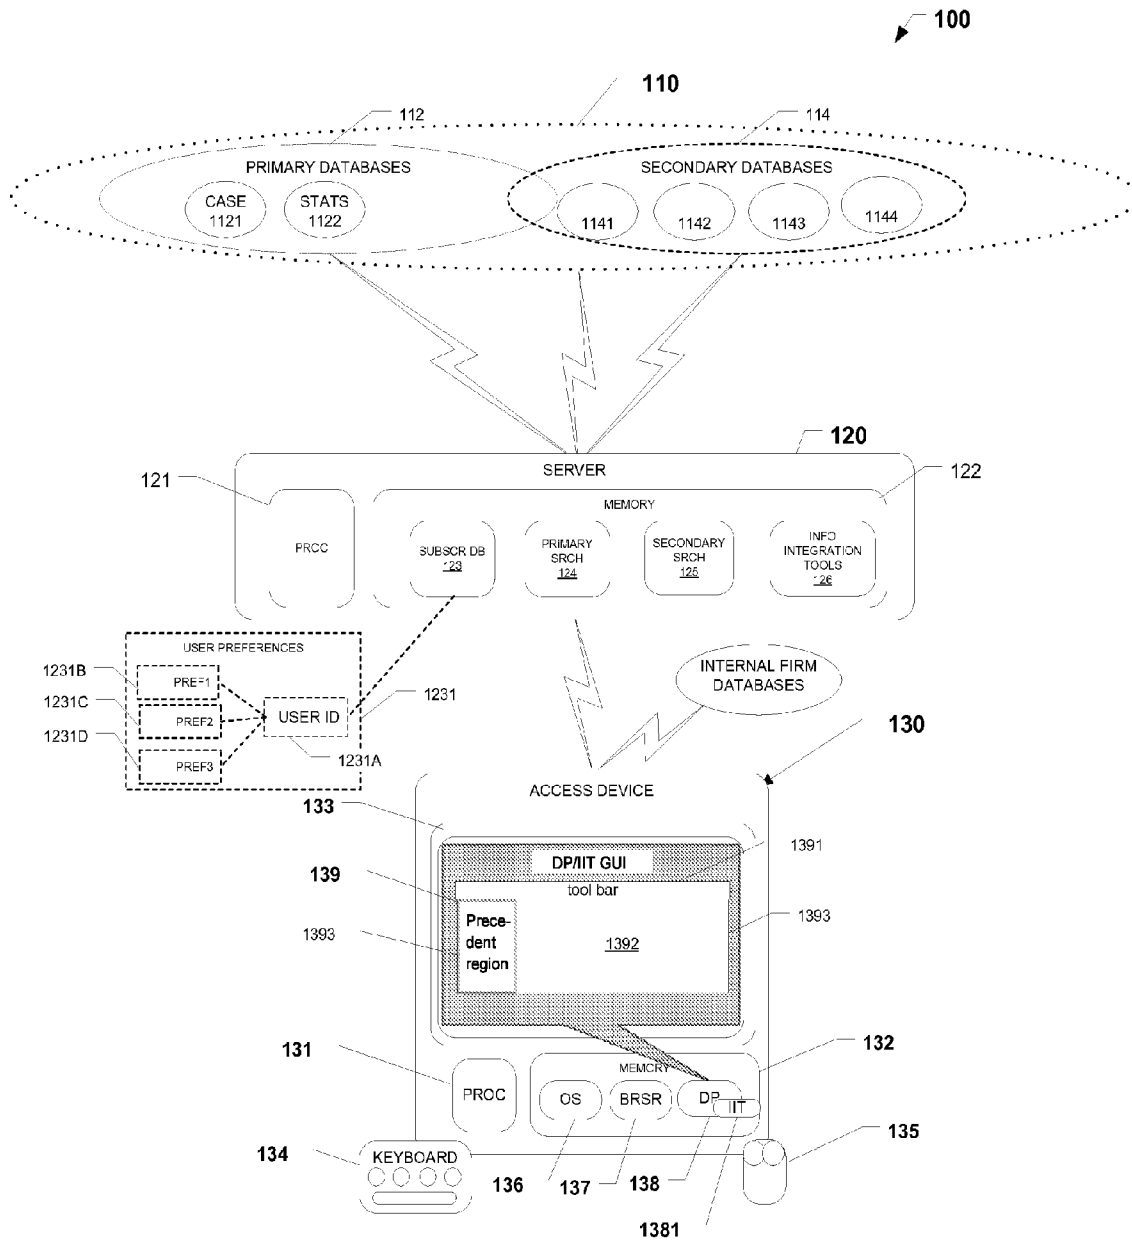 100
110
112
114
PRIMARY DATABASES
SECONDARY DATABASES
CASE
1121
STATS
1122
1141
1142
1143
1144
120
SERVER
121
122
MEMORY
PRCC
SUBSCR DB
123
PRIMARY
SRCH
124
SECONDARY
SRCH
125
INFO
INTEGRATION
TOOLS
126
USER PREFERENCES
1231B
PREF1
1231C
PREF2
1231D
PREF3
USER ID
1231
1231A
INTERNAL FIRM
DATABASES
130
ACCESS DEVICE
133
1391
DP/IIT GUI
139
tool bar
1393
Prece-
dent
region
1392
1393
131
132
MEMCRY
PROC
OS
BRSR
DP
IIT
134
KEYBOARD
135
136
137
138
1381